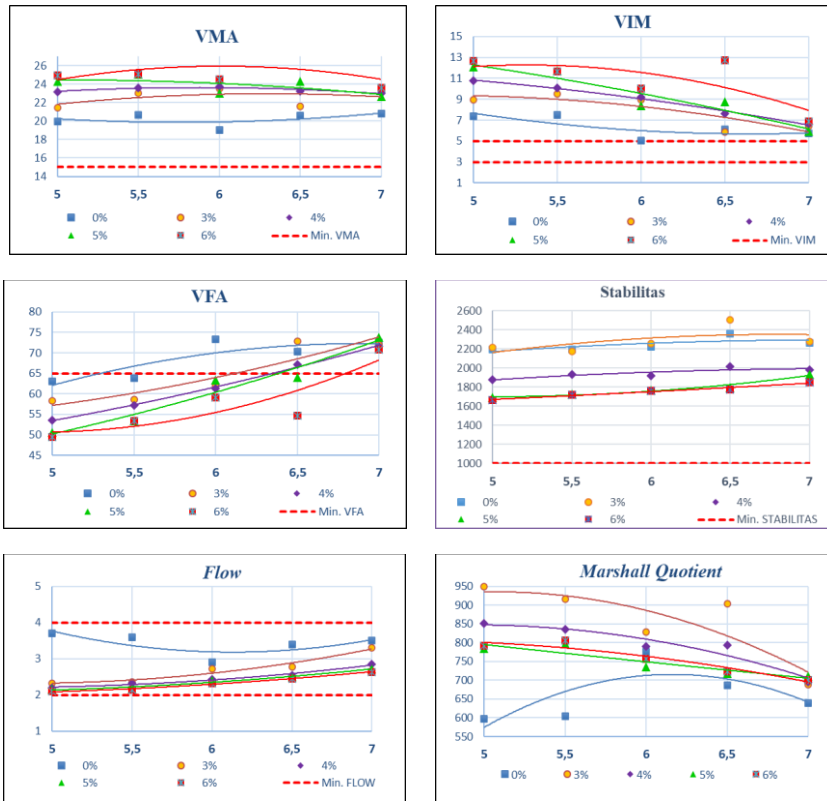 VMA
26
24
22
20
18
16
14
5 5,5 6 6,5 7
0% 3% 4%
5% 6% Min. VMA
VIM
15
13
11
9
7
5
3
1
5 5,5 6 6,5 7
0% 3% 4%
5% 6% Min. VIM
VFA
80
75
70
65
60
55
50
45
5 5,5 6 6,5 7
0% 3% 4%
5% 6% Min. VFA
Stabilitas
2600
2400
2200
2000
1800
1600
1400
1200
1000
5 5,5 6 6,5 7
0% 3% 4%
5% 6% Min. STABILITAS
Flow
5
4
3
2
1
5 5,5 6 6,5 7
0% 3% 4%
5% 6% Min. FLOW
Marshall Quotient
950
900
850
800
750
700
650
600
550
5 5,5 6 6,5 7
0% 3% 4% 5% 6%